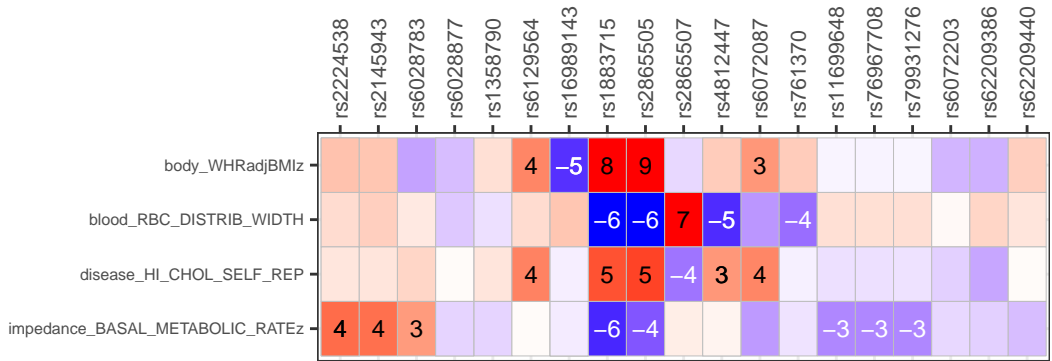 rs2224538 rs2145943 rs6028783 rs6028877 rs1358790 rs6129564 rs16989143 rs1883715 rs2865505 rs2865507 rs4812447 rs6072087 rs761370 rs11699648 rs76967708 rs79931276 rs6072203 rs62209386 rs62209440
body_WHRadjBMIz 4 −5 8 9 3
blood_RBC_DISTRIB_WIDTH −6 −6 7 −5 −4
disease_HI_CHOL_SELF_REP 4 5 5 −4 3 4
impedance_BASAL_METABOLIC_RATEz 4 4 3 −6 −4 −3 −3 −3